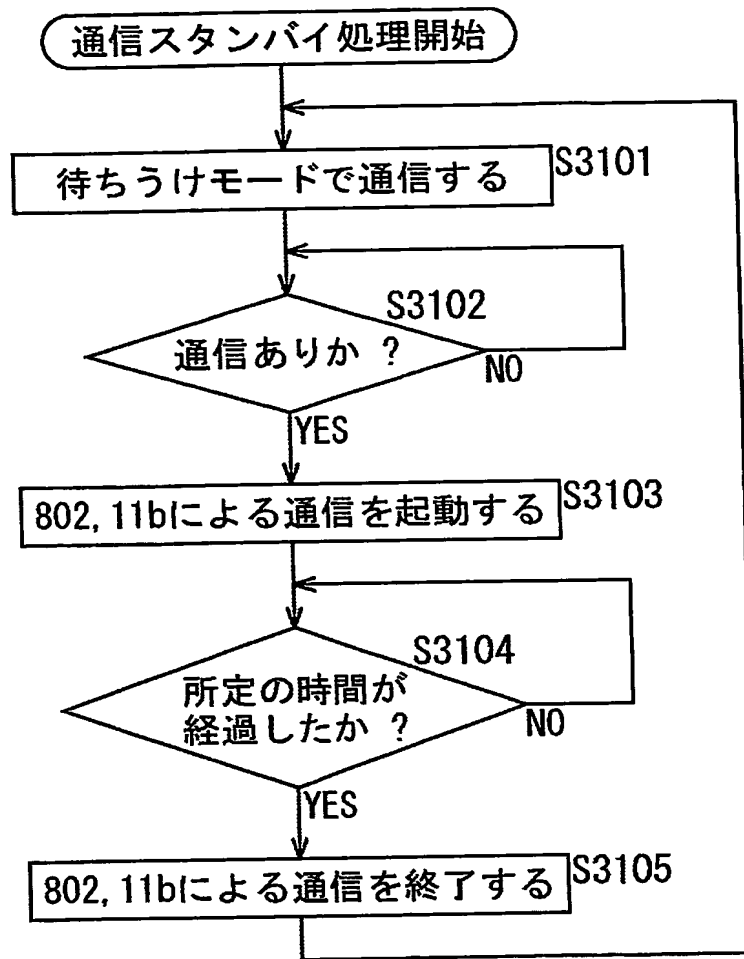 通信スタンバイ処理開始
待ちうけモードで通信する
S3101
S3102
通信ありか ?
NO
YES
802, 11bによる通信を起動する
S3103
S3104
所定の時間が
経過したか ?
NO
YES
802, 11bによる通信を終了する
S3105